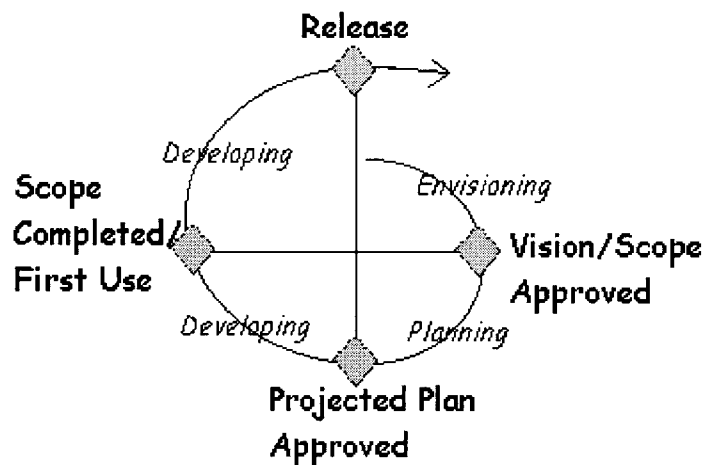 Release
Developing
Envisioning
Scope
Completed/
First Use
Vision/Scope
Approved
Developing
Planning
Projected Plan
Approved